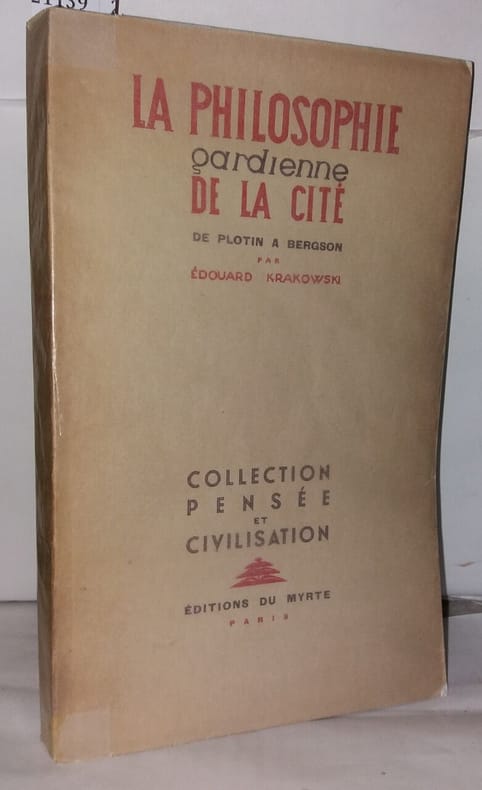 LA PHILOSOPHIE
gardienne
DE LA CITÉ
DE PLOTIN A BERGSON
PAR
ÉDOUARD KRAKOWSKI
COLLECTION
PENSÉE
ET
CIVILISATION
ÉDITIONS DU MYRTE
PARIS